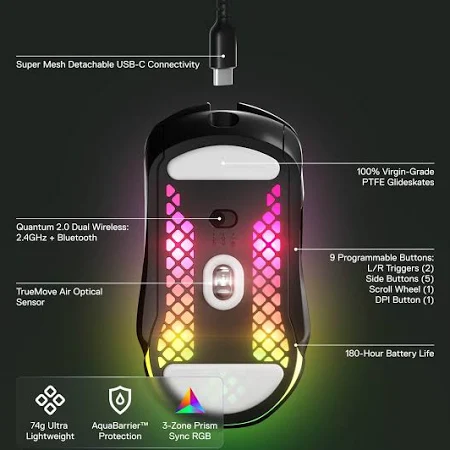 Super Mesh Detachable USB-C Connectivity
100% Virgin-Grade
PTFE Glideskates
Quantum 2.0 Dual Wireless:
2.4GHz + Bluetooth
9 Programmable Buttons:
L/R Triggers (2)
Side Buttons (5)
Scroll Wheel (1)
DPI Button (1)
TrueMove Air Optical
Sensor
180-Hour Battery Life
74g Ultra
Lightweight
AquaBarrier™
Protection
3-Zone Prism
Sync RGB